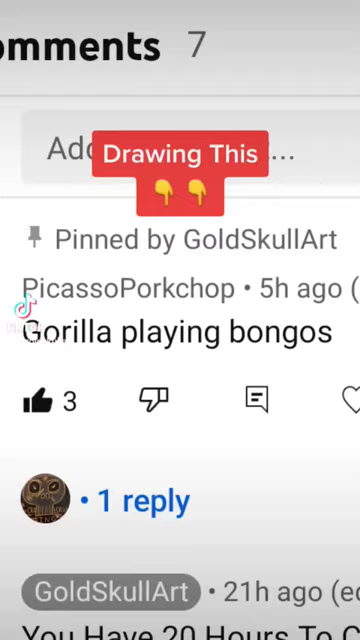 omments 7
Drawing This
👇👇
Pinned by GoldSkullArt
PicassoPorkchop • 5h ago (
Gorilla playing bongos
3
• 1 reply
GoldSkullArt • 21h ago (e
You Have 20 Hours To